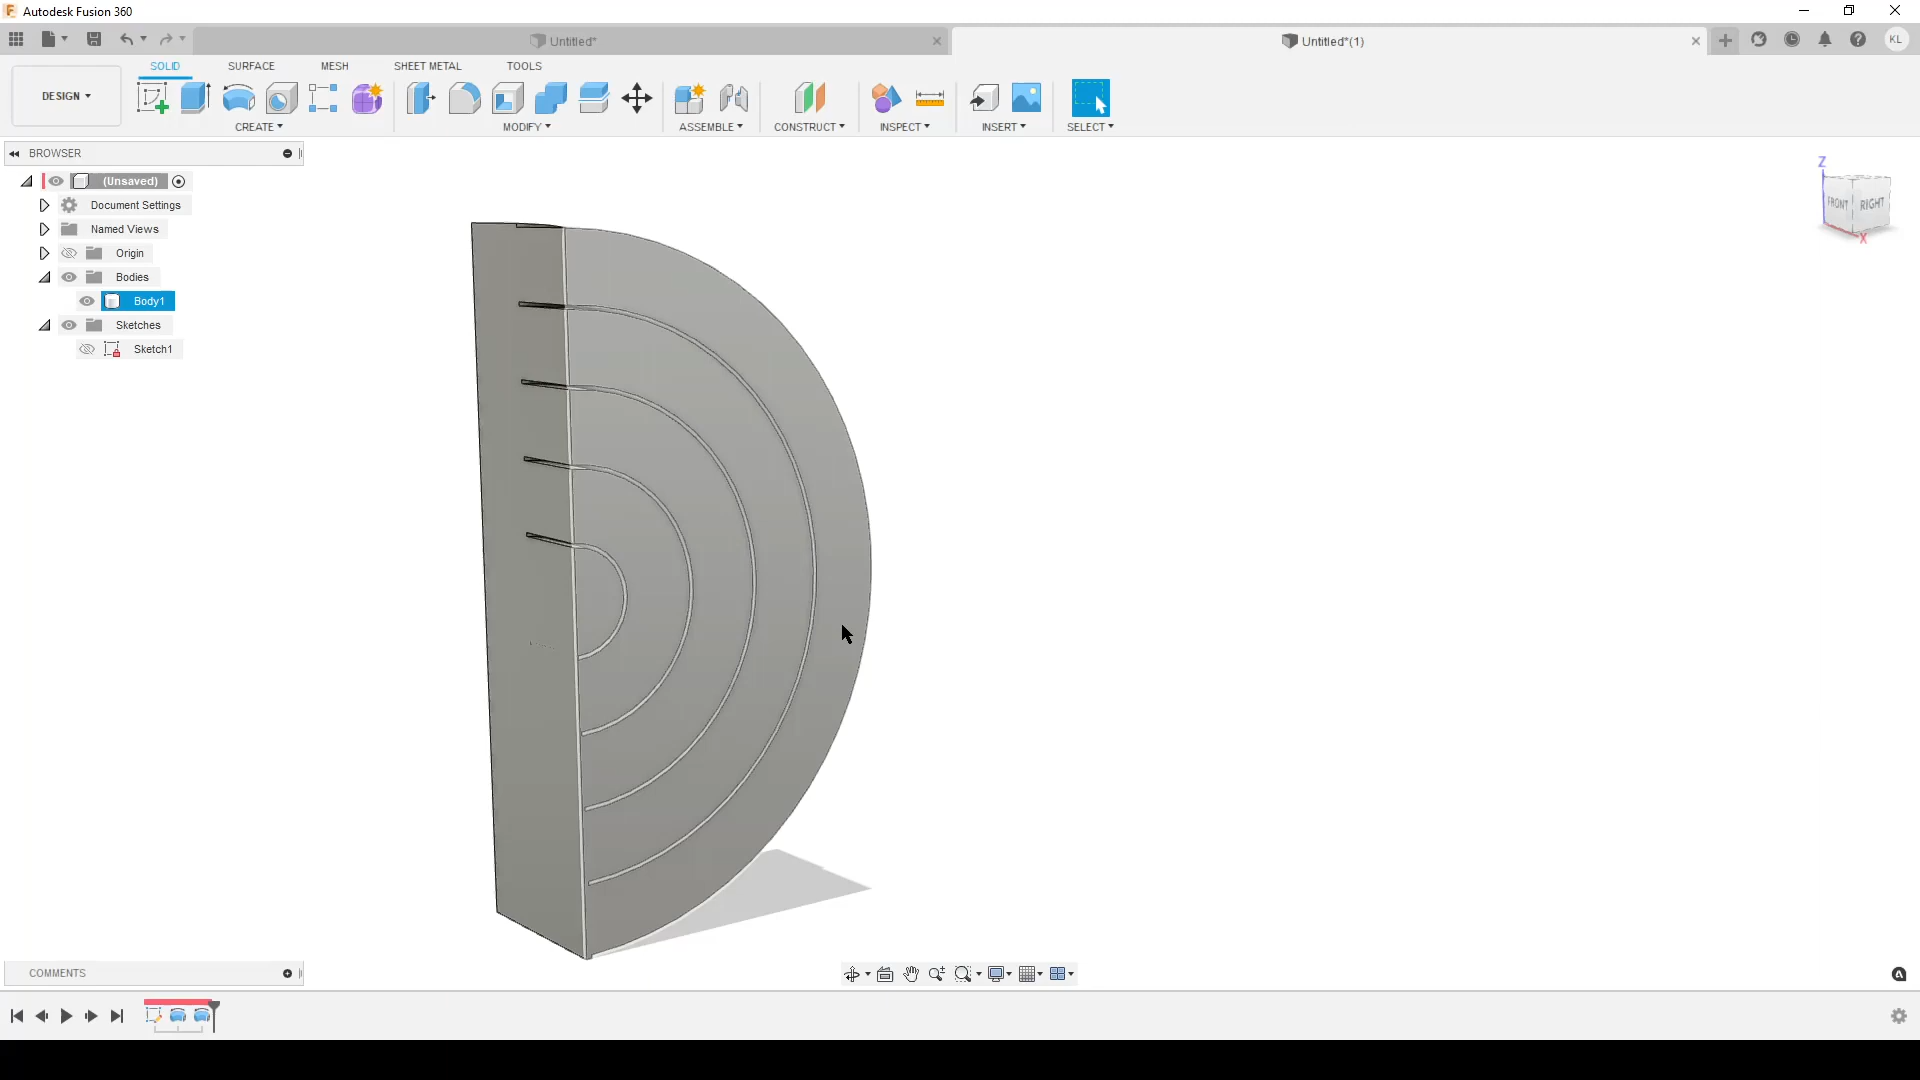 Autodesk Fusion 360
Untitled*
Untitled*(1)
KL
DESIGN
SOLID
SURFACE
MESH
SHEET METAL
TOOLS
CREATE
MODIFY
ASSEMBLE
CONSTRUCT
INSPECT
INSERT
SELECT
BROWSER
(Unsaved)
Document Settings
Named Views
Origin
Bodies
Body1
Sketches
Sketch1
Z
FRONT
RIGHT
X
COMMENTS